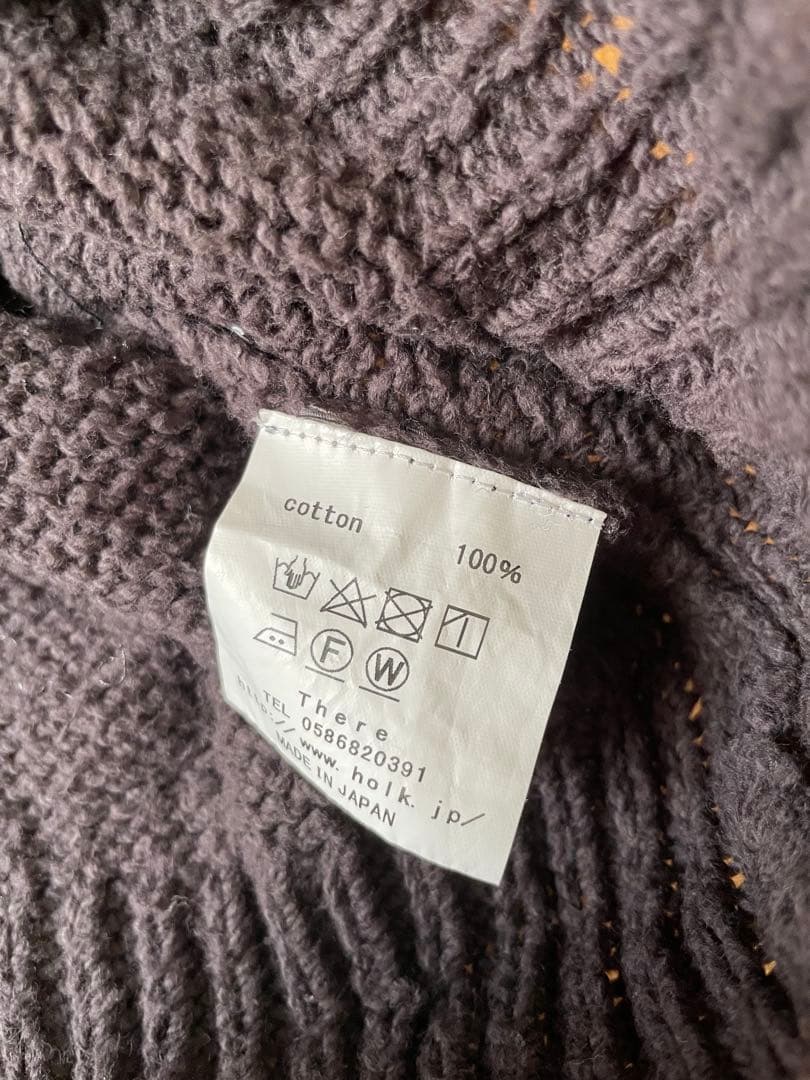 cotton
100%
F W
There
TEL 0586820391
http://www.holk.jp/
MADE IN JAPAN